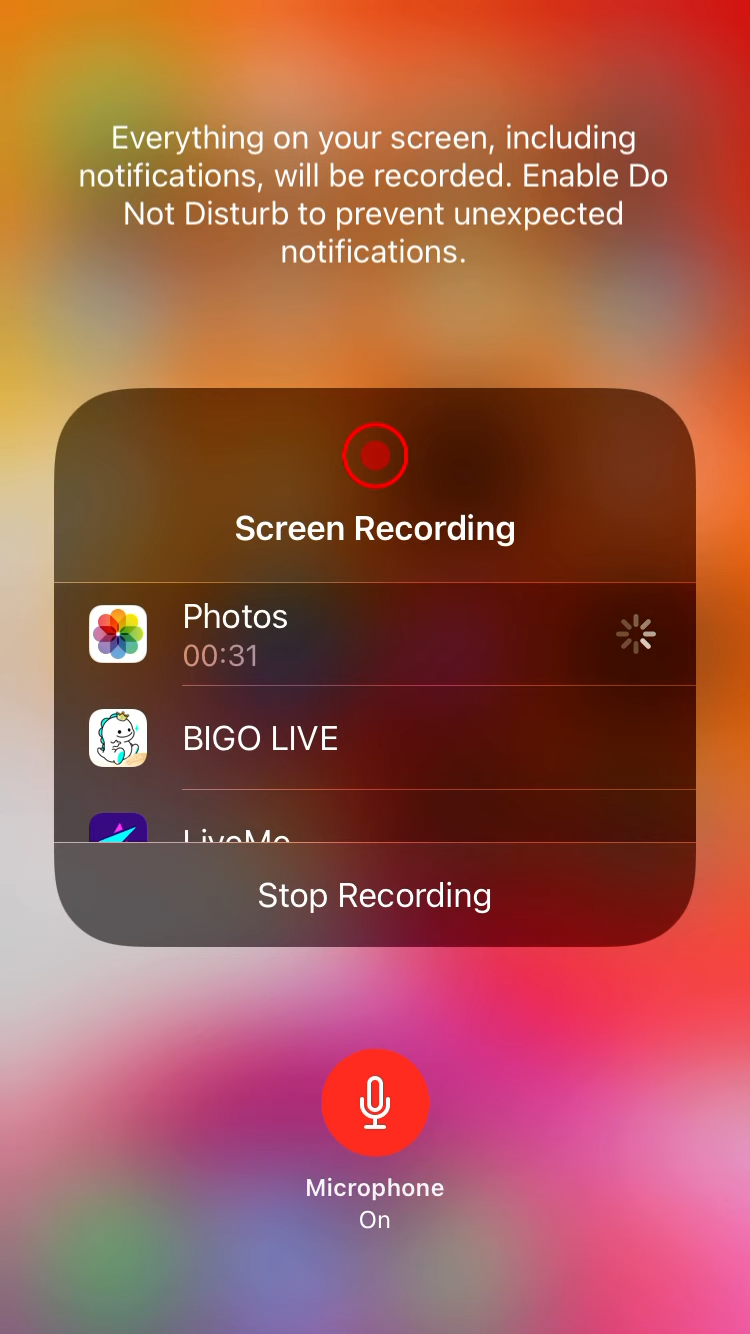 Everything on your screen, including
notifications, will be recorded. Enable Do
Not Disturb to prevent unexpected
notifications.
Screen Recording
Photos
00:31
BIGO LIVE
LiveMe
Stop Recording
Microphone
On